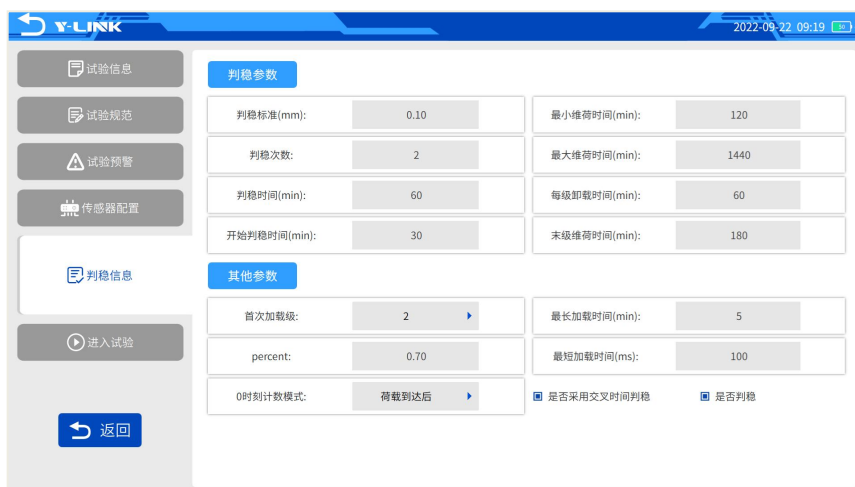 Y-LINK
2022-09-22 09:19
50
试验信息
试验规范
试验预警
传感器配置
判稳信息
进入试验
返回
判稳参数
判稳标准(mm): 0.10 最小维荷时间(min): 120
判稳次数: 2 最大维荷时间(min): 1440
判稳时间(min): 60 每级卸载时间(min): 60
开始判稳时间(min): 30 末级维荷时间(min): 180
其他参数
首次加载级: 2 最长加载时间(min): 5
percent: 0.70 最短加载时间(ms): 100
0时刻计数模式: 荷载到达后 是否采用交叉时间判稳 是否判稳